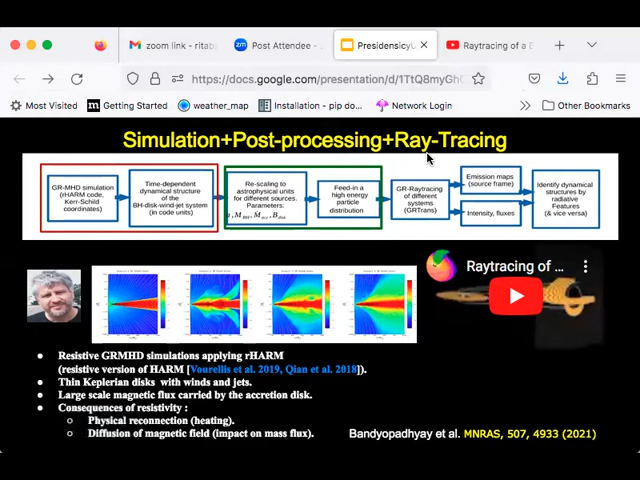 zoom link - ritabs
Post Attendee -
PresidensicyU
Raytracing of a E
https://docs.google.com/presentation/d/1TtQ8myGhC
Most Visited
Getting Started
weather_map
Installation - pip do...
Network Login
Other Bookmarks
Simulation+Post-processing+Ray-Tracing
GR-MHD simulation
(rHARM code,
Kerr-Schild
coordinates)
Time-dependent
dynamical structure
of the
BH-disk-wind-jet system
(in code units)
Re-scaling to
astrophysical units
for different sources.
Parameters:
Feed-in a
high energy
particle
distribution
GR-Raytracing
of different
systems
(GRTrans)
Emission maps
(source frame)
Intensity, fluxes
Identify dynamical
structures by
radiative
Features
(& vice versa)
Raytracing of ...
● Resistive GRMHD simulations applying rHARM
(resistive version of HARM [Vourellis et al. 2019, Qian et al. 2018]).
● Thin Keplerian disks with winds and jets.
● Large scale magnetic flux carried by the accretion disk.
● Consequences of resistivity :
○ Physical reconnection (heating).
○ Diffusion of magnetic field (impact on mass flux).
Bandyopadhyay et al. MNRAS, 507, 4933 (2021)